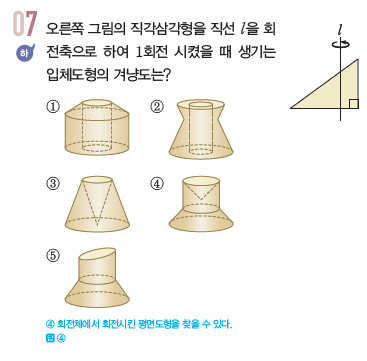 07 오른쪽 그림의 직각삼각형을 직선 l을 회
하 전축으로 하여 1회전 시켰을 때 생기는
입체도형의 겨냥도는?
l
① ②
③ ④
⑤
④ 회전체에서 회전시킨 평면도형을 찾을 수 있다.
답 ④